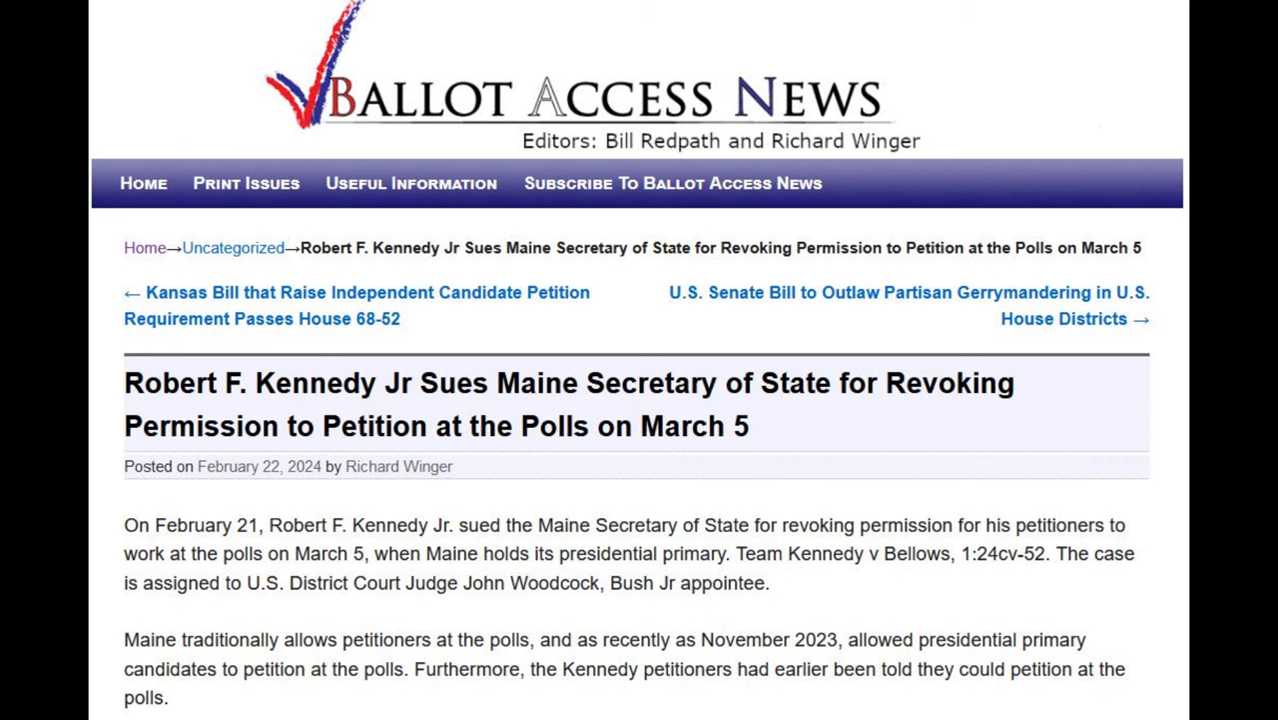 BALLOT ACCESS NEWS
Editors: Bill Redpath and Richard Winger
HOME PRINT ISSUES USEFUL INFORMATION SUBSCRIBE TO BALLOT ACCESS NEWS
Home→Uncategorized→Robert F. Kennedy Jr Sues Maine Secretary of State for Revoking Permission to Petition at the Polls on March 5
← Kansas Bill that Raise Independent Candidate Petition
Requirement Passes House 68-52
U.S. Senate Bill to Outlaw Partisan Gerrymandering in U.S.
House Districts →
Robert F. Kennedy Jr Sues Maine Secretary of State for Revoking
Permission to Petition at the Polls on March 5
Posted on February 22, 2024 by Richard Winger
On February 21, Robert F. Kennedy Jr. sued the Maine Secretary of State for revoking permission for his petitioners to
work at the polls on March 5, when Maine holds its presidential primary. Team Kennedy v Bellows, 1:24cv-52. The case
is assigned to U.S. District Court Judge John Woodcock, Bush Jr appointee.
Maine traditionally allows petitioners at the polls, and as recently as November 2023, allowed presidential primary
candidates to petition at the polls. Furthermore, the Kennedy petitioners had earlier been told they could petition at the
polls.